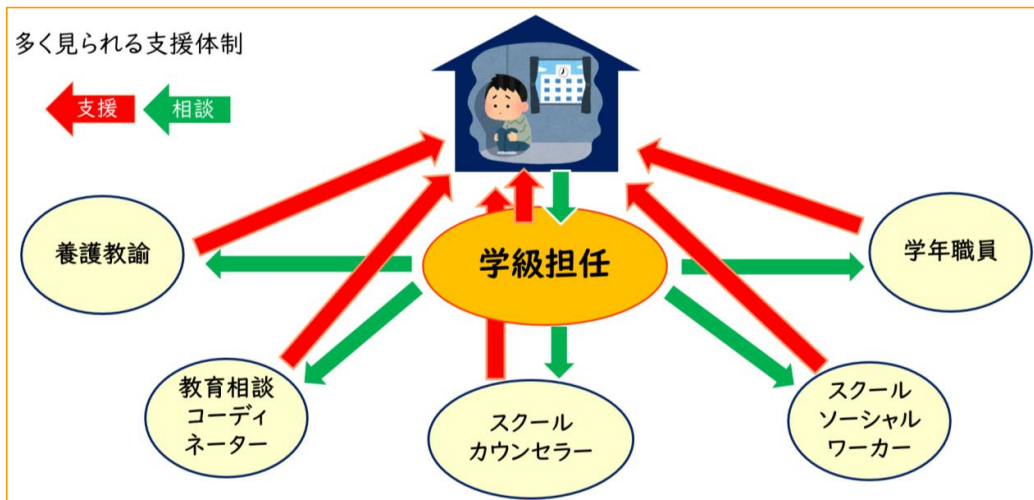 多く見られる支援体制
支援
相談
養護教諭
学級担任
学年職員
教育相談
コーディ
ネーター
スクール
カウンセラー
スクール
ソーシャル
ワーカー